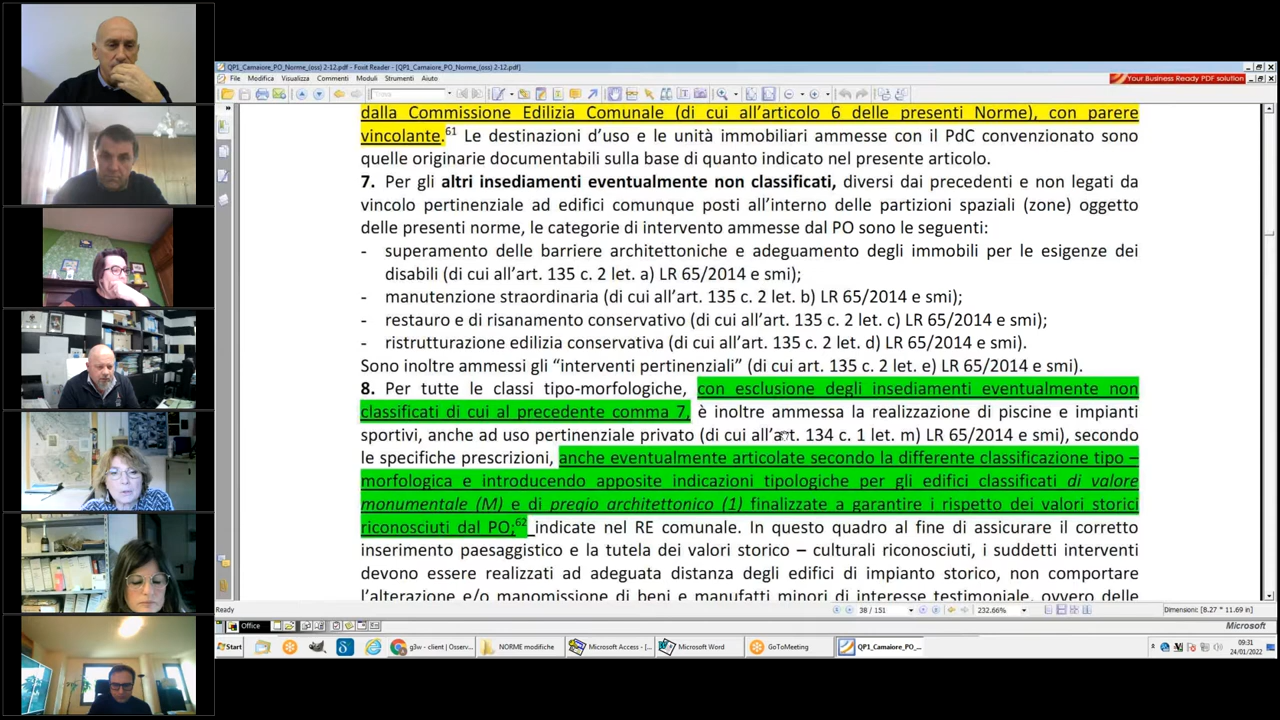 QP1_Camaiore_PO_Norme_(oss) 2-12.pdf - Foxit Reader - [QP1_Camaiore_PO_Norme_(oss) 2-12.pdf]
File Modifica Visualizza Commenti Moduli Strumenti Aiuto
Your Business Ready PDF solution
dalla Commissione Edilizia Comunale (di cui all'articolo 6 delle presenti Norme), con parere
vincolante.61 Le destinazioni d'uso e le unità immobiliari ammesse con il PdC convenzionato sono
quelle originarie documentabili sulla base di quanto indicato nel presente articolo.
7. Per gli altri insediamenti eventualmente non classificati, diversi dai precedenti e non legati da
vincolo pertinenziale ad edifici comunque posti all'interno delle partizioni spaziali (zone) oggetto
delle presenti norme, le categorie di intervento ammesse dal PO sono le seguenti:
- superamento delle barriere architettoniche e adeguamento degli immobili per le esigenze dei
disabili (di cui all'art. 135 c. 2 let. a) LR 65/2014 e smi);
- manutenzione straordinaria (di cui all'art. 135 c. 2 let. b) LR 65/2014 e smi);
- restauro e di risanamento conservativo (di cui all'art. 135 c. 2 let. c) LR 65/2014 e smi);
- ristrutturazione edilizia conservativa (di cui all'art. 135 c. 2 let. d) LR 65/2014 e smi).
Sono inoltre ammessi gli "interventi pertinenziali" (di cui art. 135 c. 2 let. e) LR 65/2014 e smi).
8. Per tutte le classi tipo-morfologiche, con esclusione degli insediamenti eventualmente non
classificati di cui al precedente comma 7, è inoltre ammessa la realizzazione di piscine e impianti
sportivi, anche ad uso pertinenziale privato (di cui all'art. 134 c. 1 let. m) LR 65/2014 e smi), secondo
le specifiche prescrizioni, anche eventualmente articolate secondo la differente classificazione tipo –
morfologica e introducendo apposite indicazioni tipologiche per gli edifici classificati di valore
monumentale (M) e di pregio architettonico (1) finalizzate a garantire i rispetto dei valori storici
riconosciuti dal PO;62 indicate nel RE comunale. In questo quadro al fine di assicurare il corretto
inserimento paesaggistico e la tutela dei valori storico – culturali riconosciuti, i suddetti interventi
devono essere realizzati ad adeguata distanza degli edifici di impianto storico, non comportare
l'alterazione e/o manomissione di beni e manufatti minori di interesse testimoniale, ovvero delle
Ready 38 / 151 232.66% Dimensioni: [8.27 * 11.69 in]
Office Microsoft
Start g3w - client | Osserv... NORME modifiche Microsoft Access - [... Microsoft Word GoToMeeting QP1_Camaiore_PO_... 09:31
24/01/2022